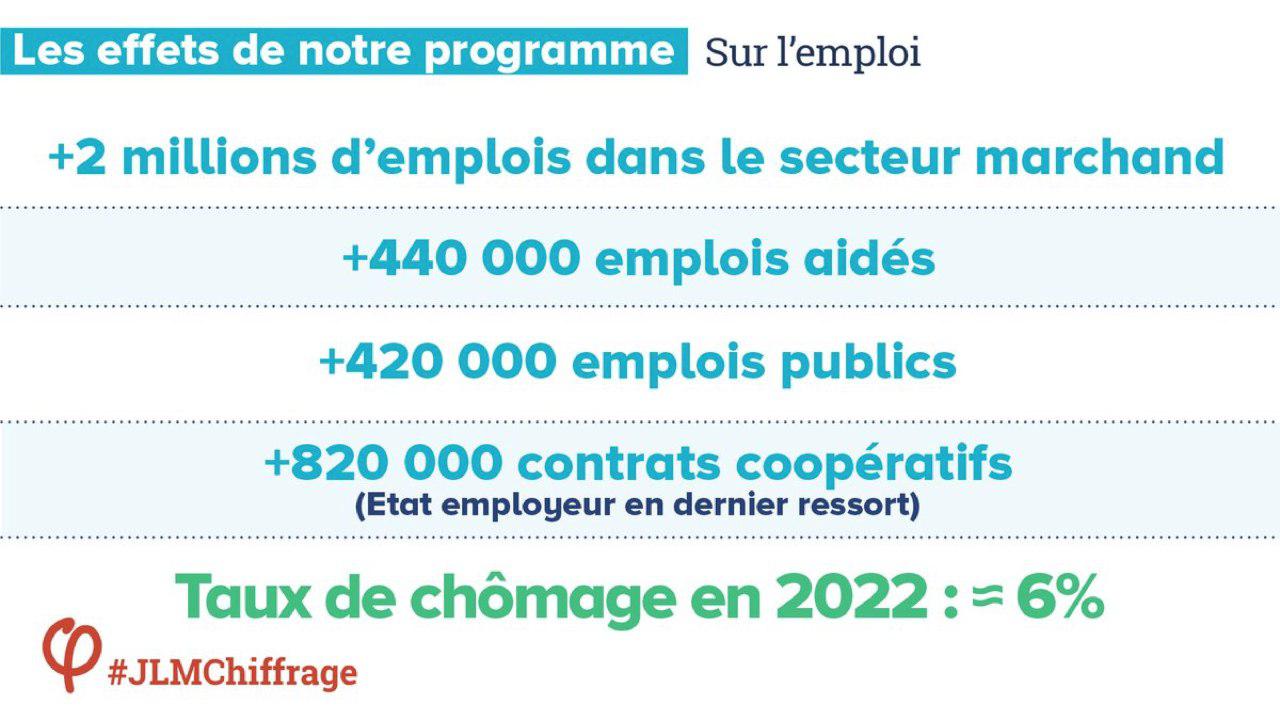 Les effets de notre programme Sur l'emploi
+2 millions d'emplois dans le secteur marchand
+440 000 emplois aidés
+420 000 emplois publics
+820 000 contrats coopératifs
(Etat employeur en dernier ressort)
Taux de chômage en 2022 : ≈ 6%
φ #JLMChiffrage